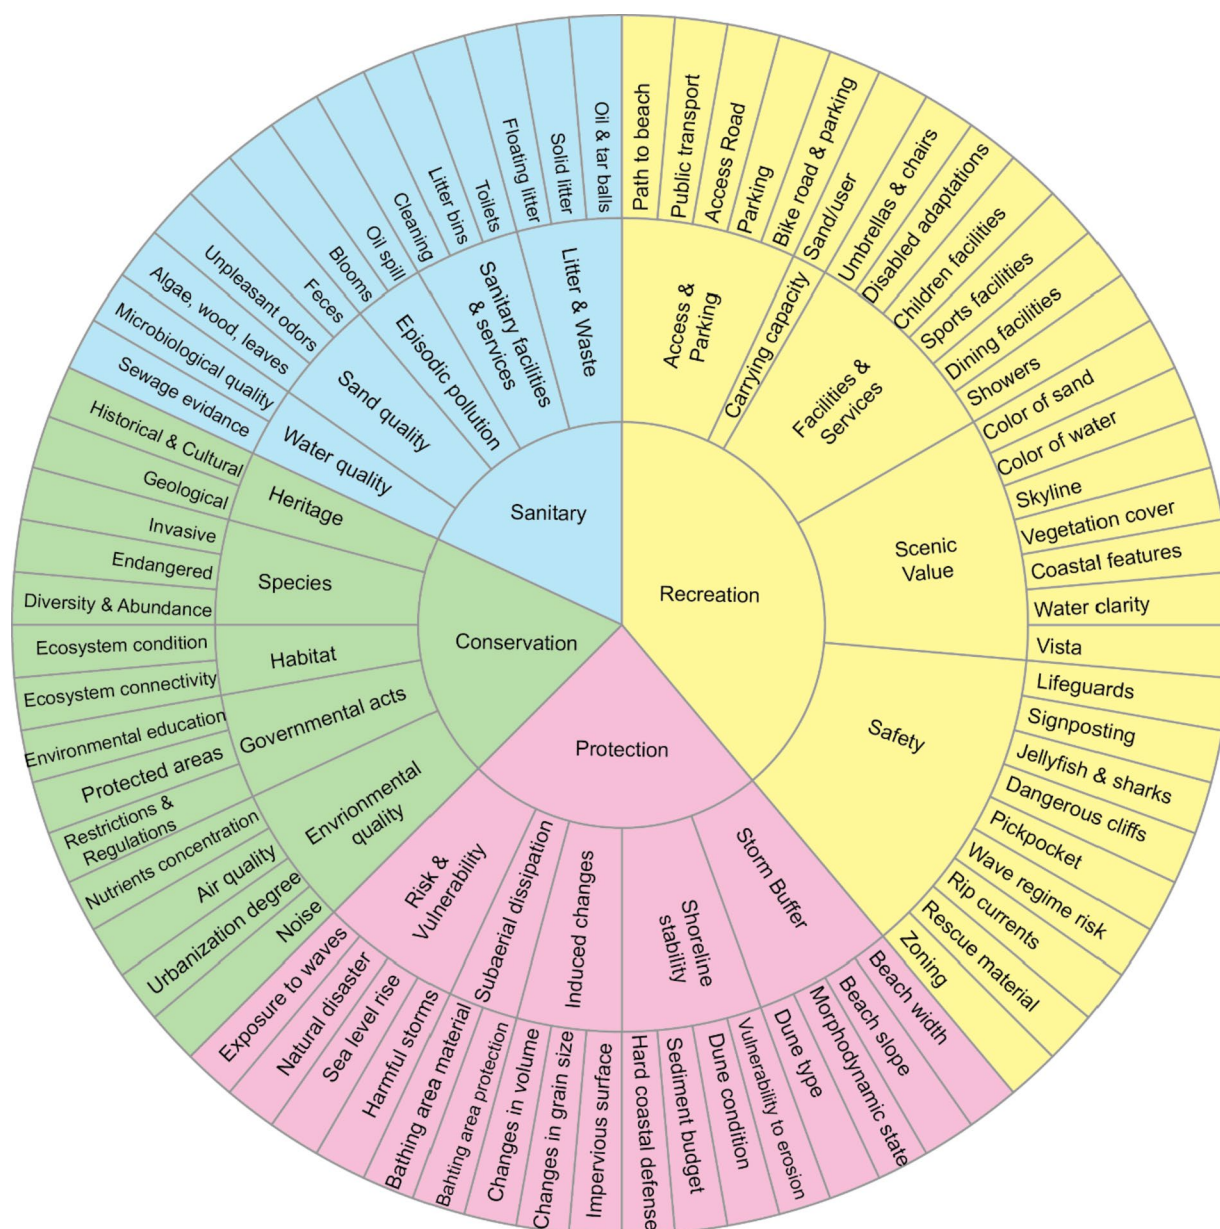 Recreation
Access &
Parking
Path to beach
Public transport
Access Road
Parking
Bike road & parking
Carrying capacity
Sand/user
Facilities &
Services
Umbrellas & chairs
Disabled adaptations
Children facilities
Sports facilities
Dining facilities
Showers
Scenic
Value
Color of sand
Color of water
Skyline
Vegetation cover
Coastal features
Water clarity
Vista
Safety
Lifeguards
Signposting
Jellyfish & sharks
Dangerous cliffs
Pickpocket
Wave regime risk
Rip currents
Rescue material
Zoning
Protection
Storm Buffer
Beach width
Beach slope
Morphodynamic state
Dune type
Shoreline
stability
Vulnerability to erosion
Dune condition
Sediment budget
Hard coastal defense
Induced changes
Impervious surface
Changes in grain size
Changes in volume
Subaerial dissipation
Bahting area protection
Bathing area material
Risk &
Vulnerability
Harmful storms
Sea level rise
Natural disaster
Exposure to waves
Conservation
Envrionmental
quality
Noise
Urbanization degree
Air quality
Nutrients concentration
Governmental acts
Restrictions &
Regulations
Protected areas
Environmental education
Habitat
Ecosystem connectivity
Ecosystem condition
Species
Diversity & Abundance
Endangered
Invasive
Heritage
Geological
Historical & Cultural
Sanitary
Water quality
Sewage evidence
Microbiological quality
Sand quality
Algae, wood, leaves
Unpleasant odors
Feces
Episodic pollution
Blooms
Oil spill
Sanitary facilities
& services
Cleaning
Litter bins
Toilets
Litter & Waste
Floating litter
Solid litter
Oil & tar balls